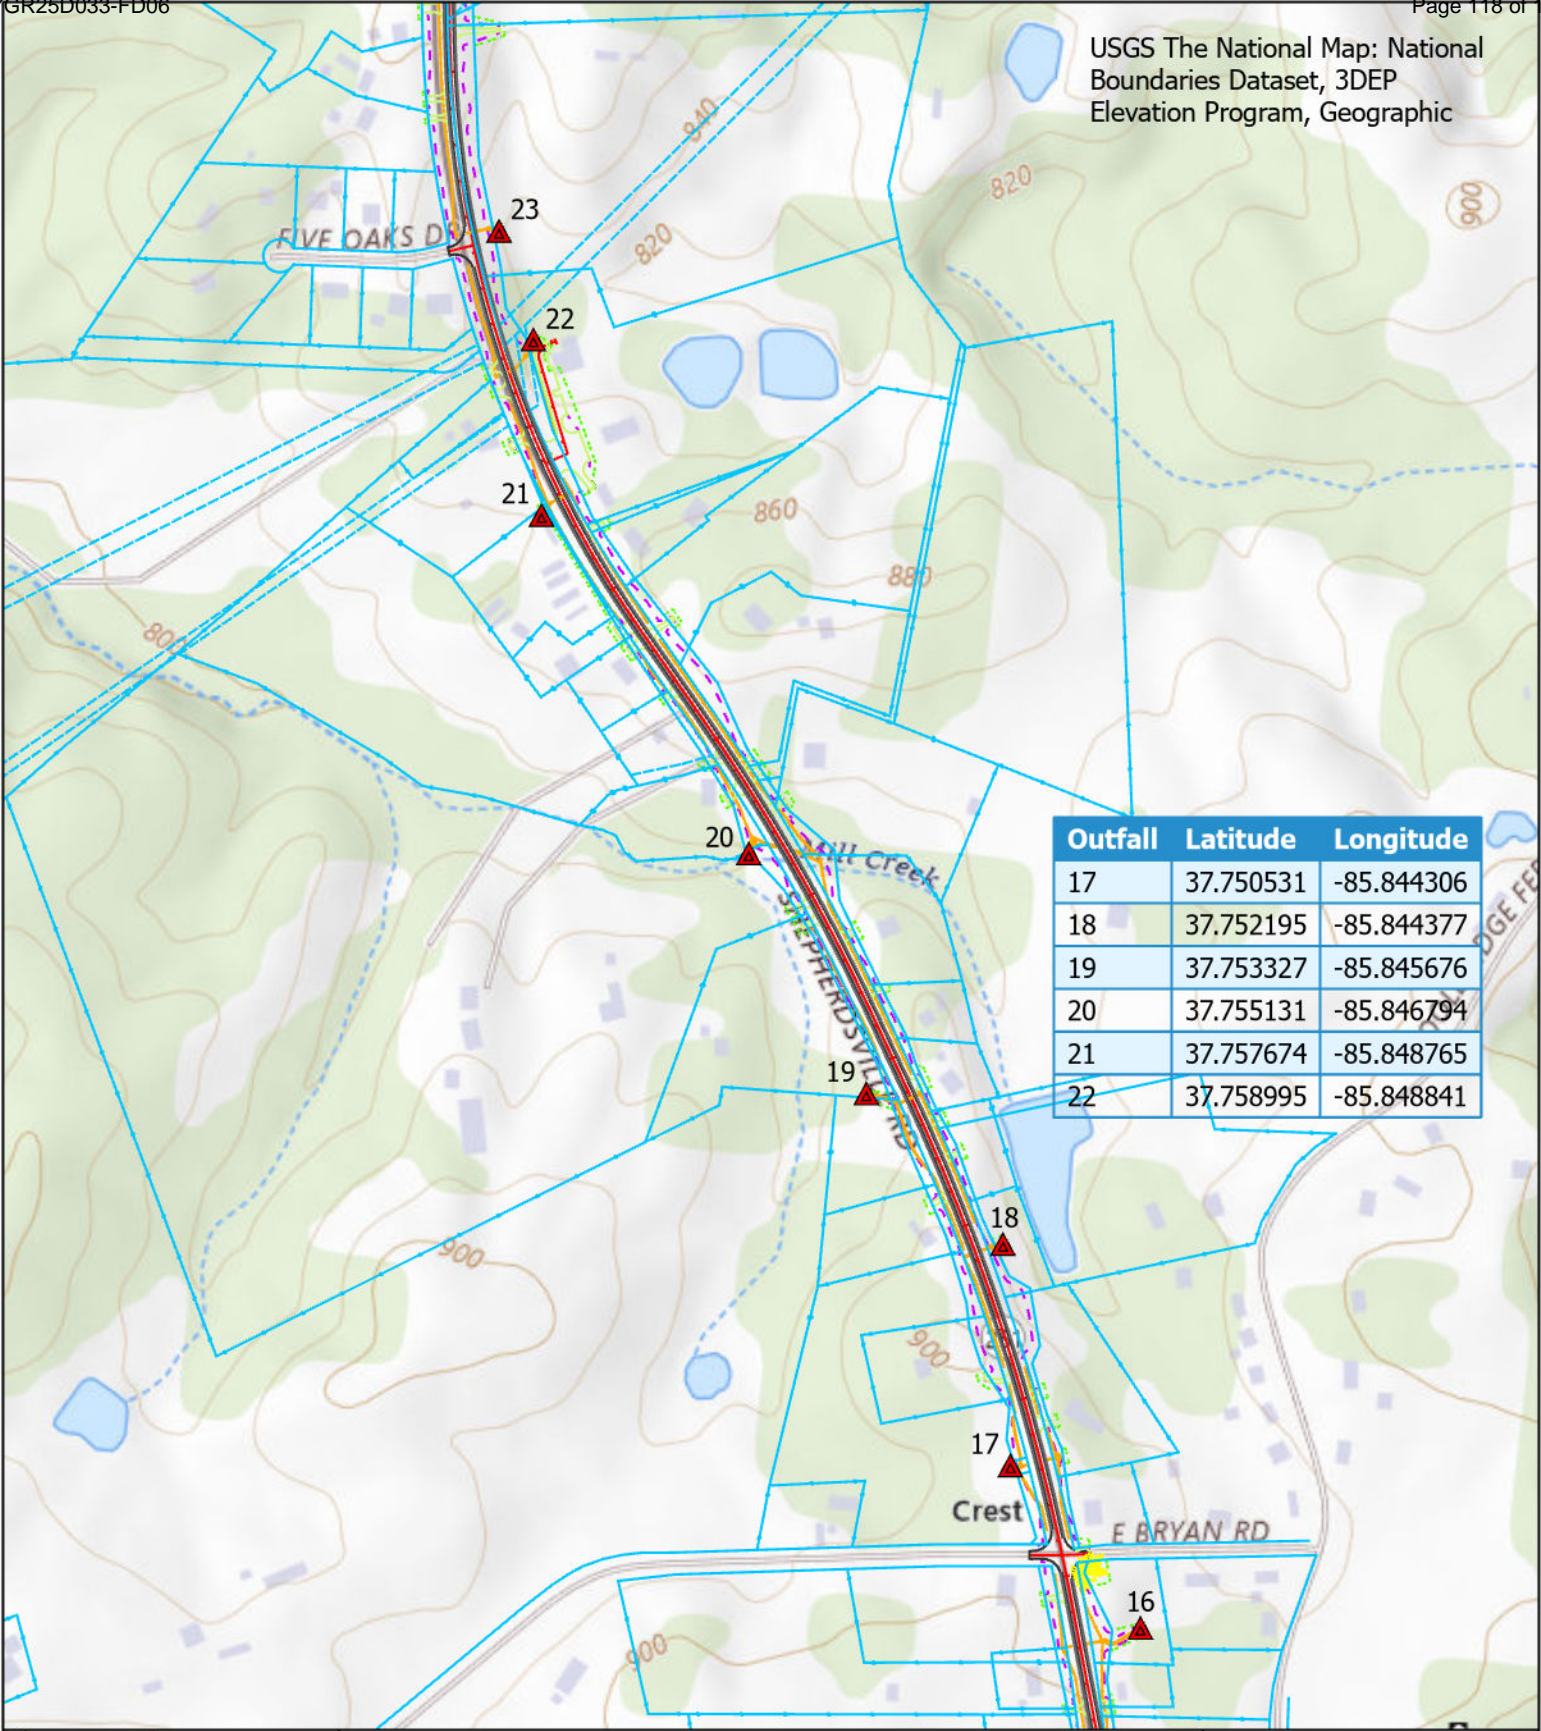 GR25D033-FD06
Page 118 of 1
USGS The National Map: National
Boundaries Dataset, 3DEP
Elevation Program, Geographic
840
820
900
23
FIVE OAKS DR
820
22
21
860
880
800
20
Mill Creek
Outfall Latitude Longitude
17 37.750531 -85.844306
18 37.752195 -85.844377
19 37.753327 -85.845676
20 37.755131 -85.846794
21 37.757674 -85.848765
22 37.758995 -85.848841
SHEPHERDSVILLE RD
19
18
900
900
17
Crest
E BRYAN RD
16
900